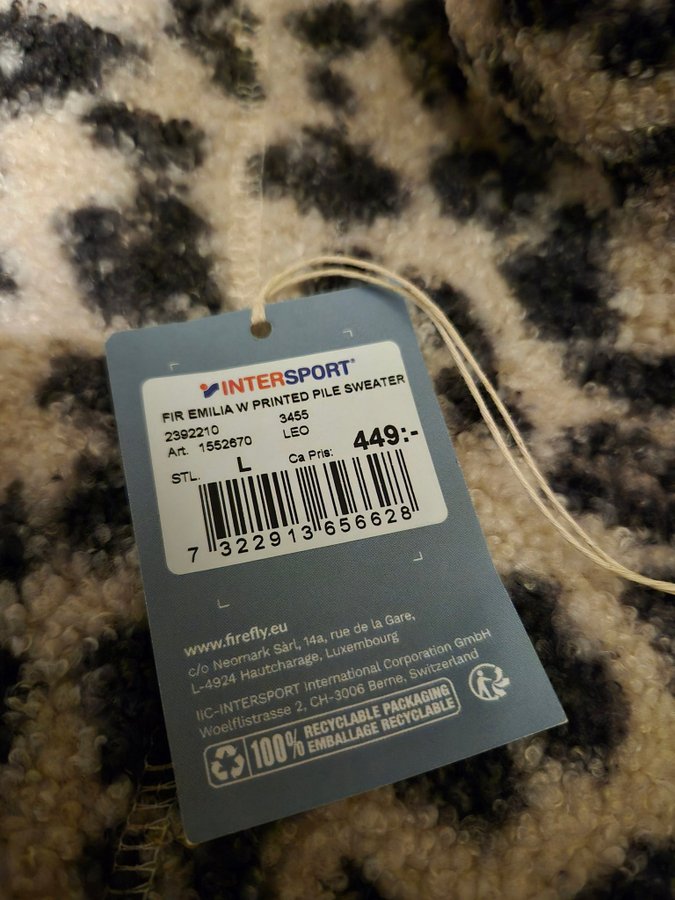 INTERSPORT®
FIR EMILIA W PRINTED PILE SWEATER
2392210 3455
Art. 1552670 LEO
STL. L Ca Pris: 449:-
7 322913 656628
www.firefly.eu
c/o Neomark Sàrl, 14a, rue de la Gare,
L-4924 Hautcharage, Luxembourg
IIC-INTERSPORT International Corporation GmbH
Woelflistrasse 2, CH-3006 Berne, Switzerland
100% RECYCLABLE PACKAGING
EMBALLAGE RECYCLABLE